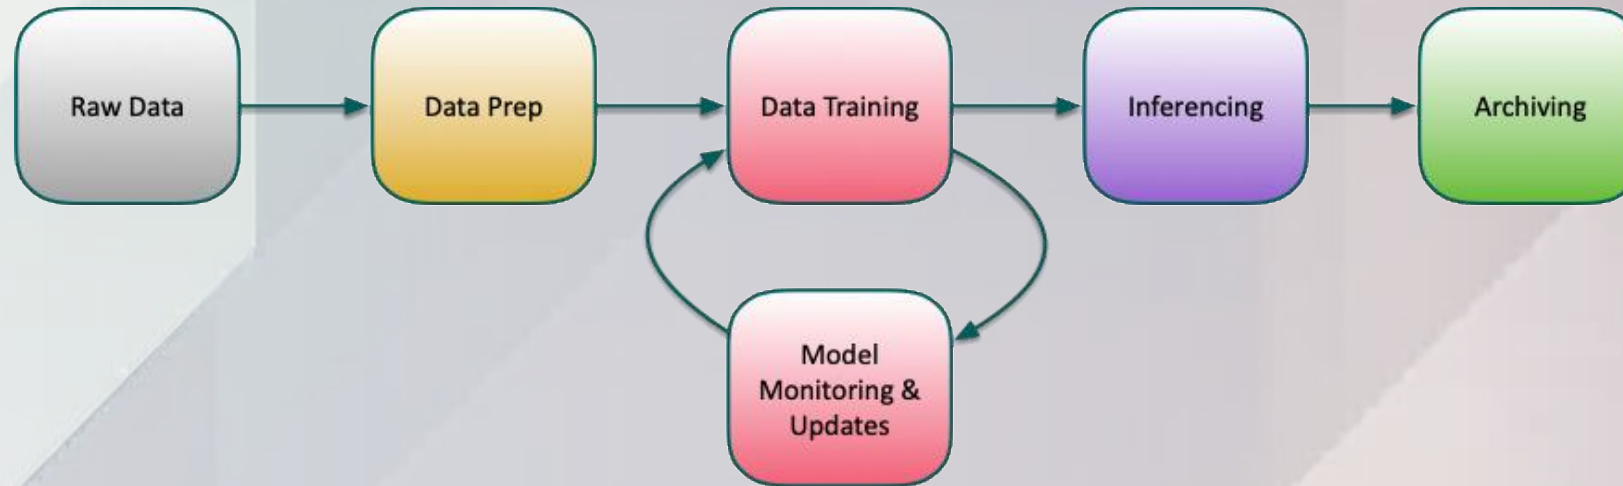 Raw Data
Data Prep
Data Training
Inferencing
Archiving
Model
Monitoring &
Updates